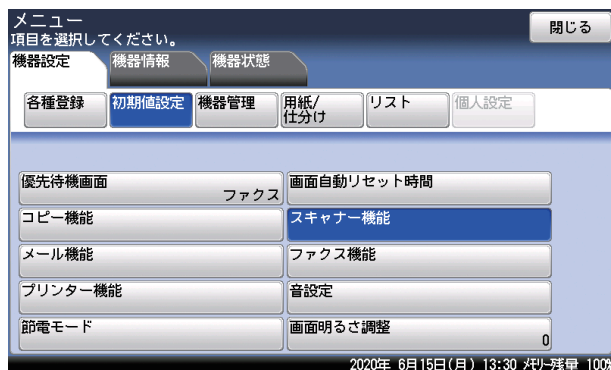 メニュー
閉じる
項目を選択してください。
機器設定 機器情報 機器状態
各種登録 初期値設定 機器管理 用紙/ リスト 個人設定
仕分け
優先待機画面 画面自動リセット時間
ファクス
コピー機能 スキャナー機能
メール機能 ファクス機能
プリンター機能 音設定
節電モード 画面明るさ調整
0
2020年 6月15日(月) 13:30 メモリー残量 100%